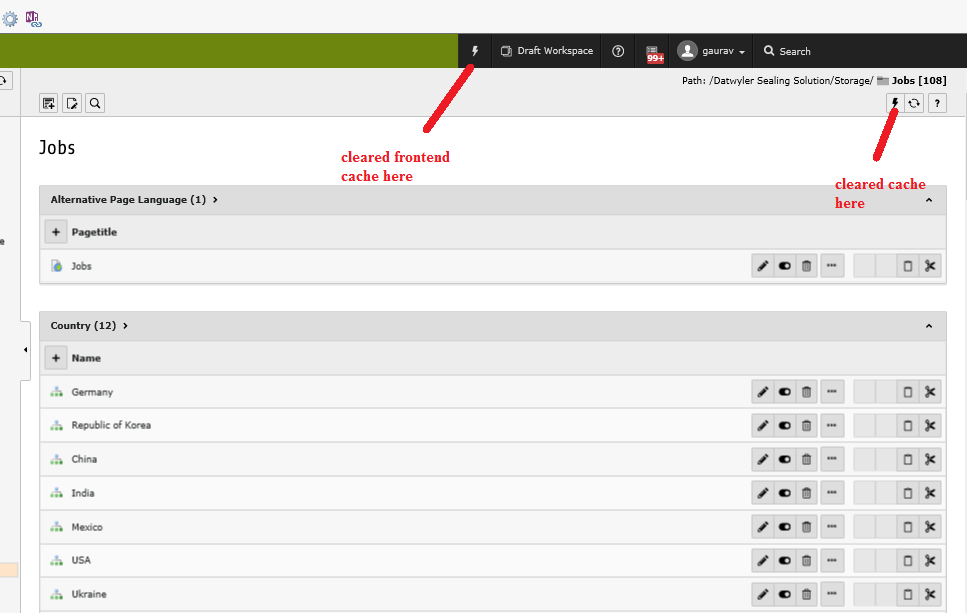 Draft Workspace
99+
gaurav
Search
Path: /Datwyler Sealing Solution/Storage/ Jobs [108]
?
cleared frontend
cache here
cleared cache
here
Jobs
Alternative Page Language (1)
Pagetitle
Jobs
Country (12)
Name
Germany
Republic of Korea
China
India
Mexico
USA
Ukraine